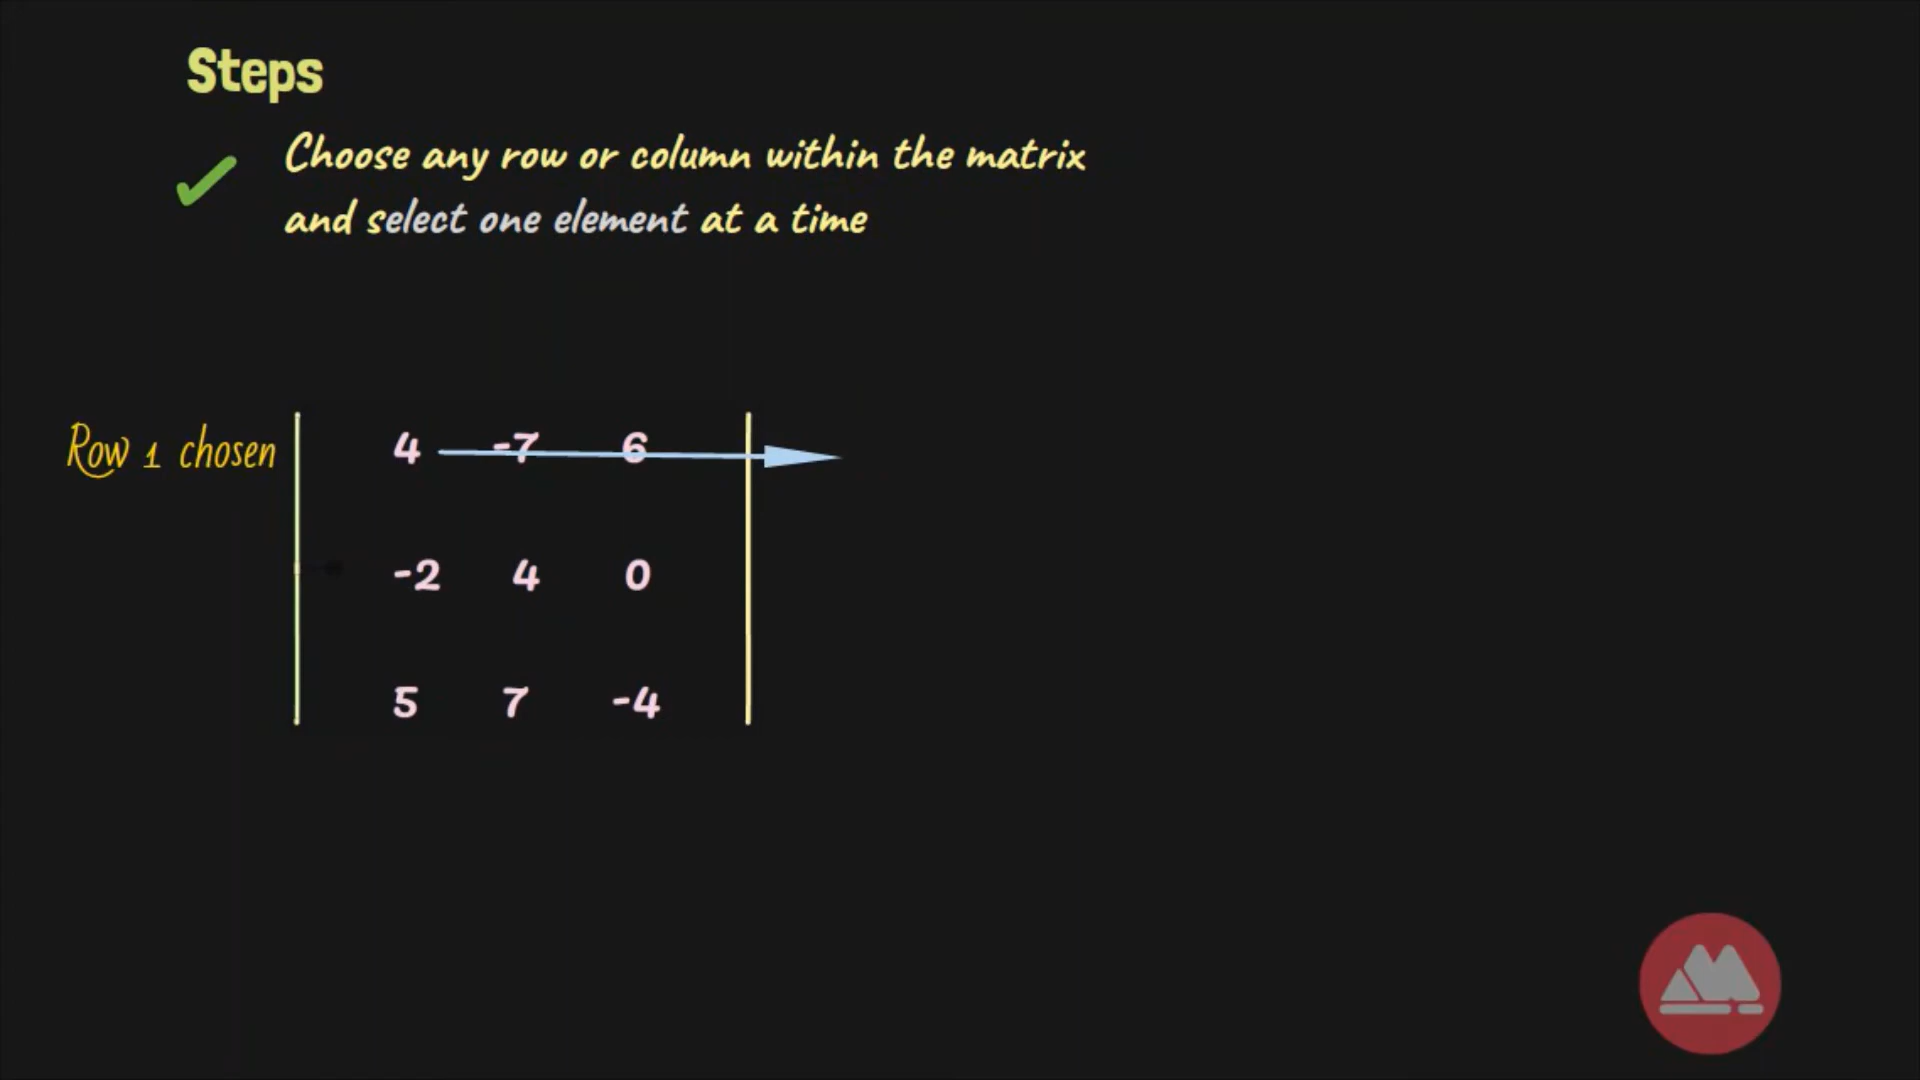 Steps
Choose any row or column within the matrix
and select one element at a time
Row 1 chosen
4 -7 6
-2 4 0
5 7 -4